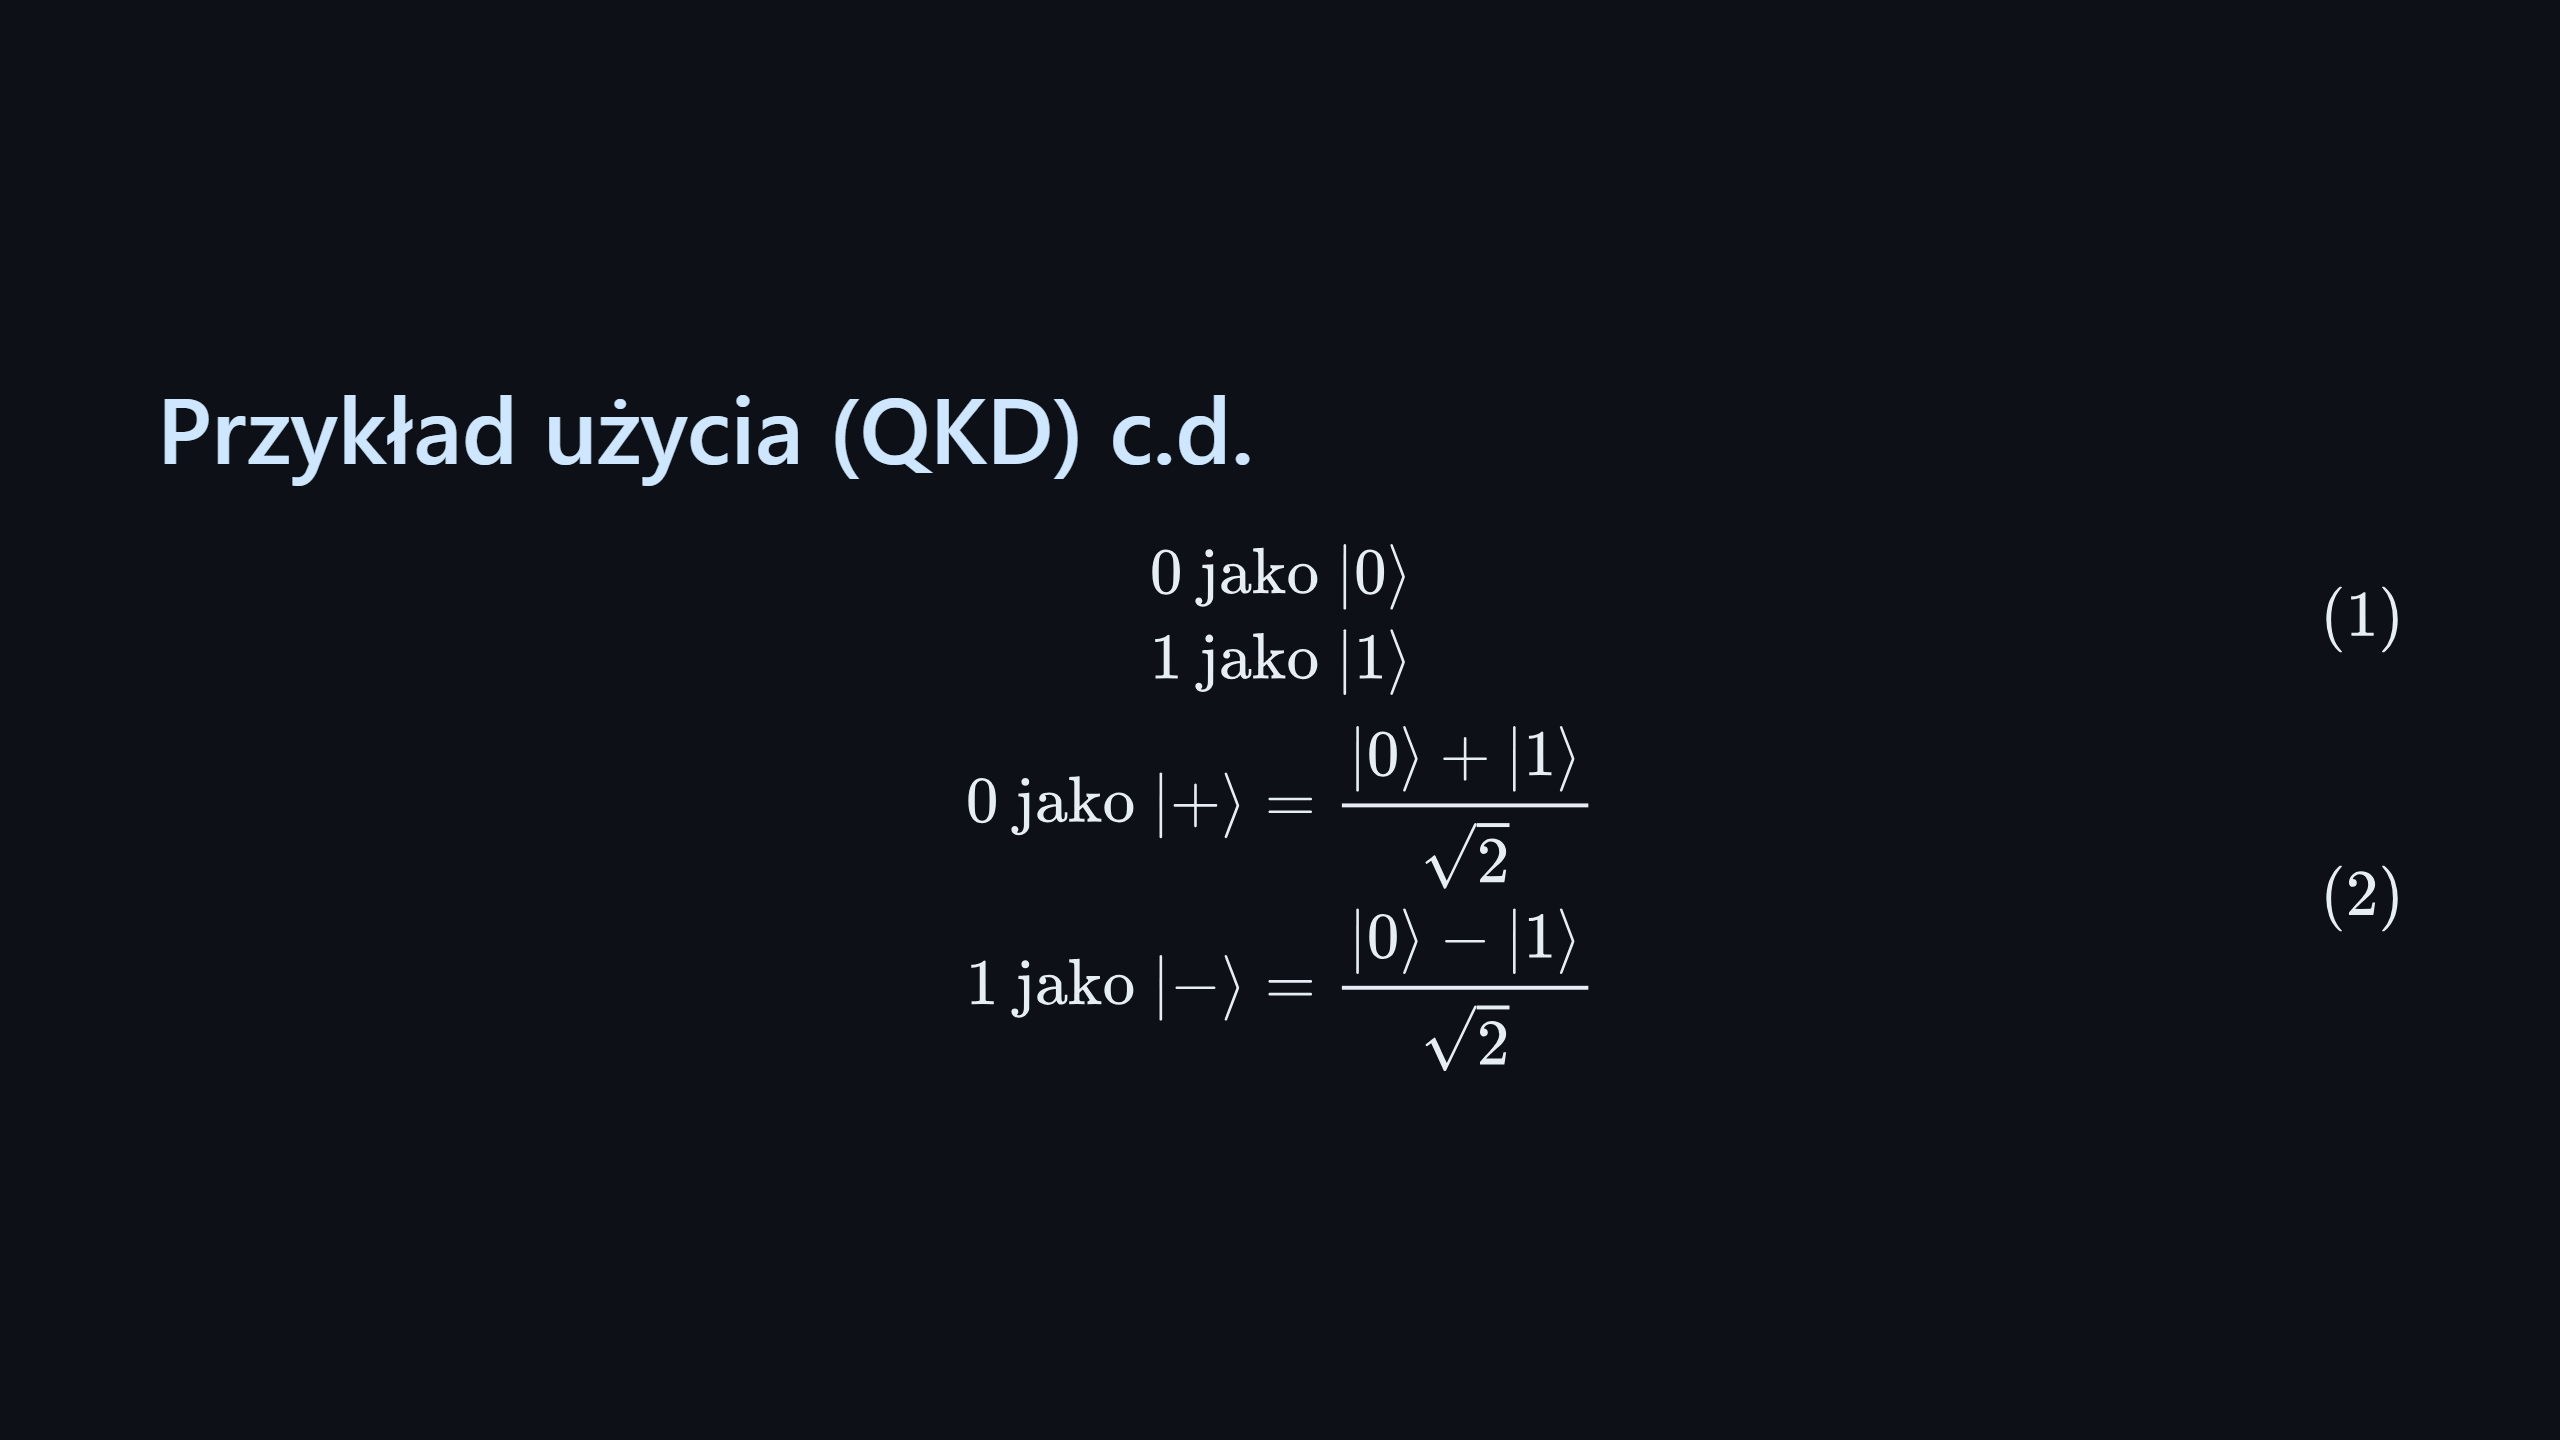 Przykład użycia (QKD) c.d.
0 jako |0⟩
1 jako |1⟩
(1)
0 jako |+⟩ = (|0⟩ + |1⟩) / √2
1 jako |−⟩ = (|0⟩ − |1⟩) / √2
(2)